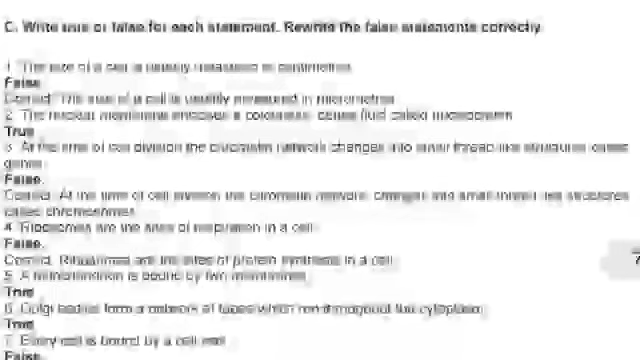 C. Write true or false for each statement. Rewrite the false statements correctly.
1. The size of a cell is usually measured in centimetres.
False.
Correct: The size of a cell is usually measured in micrometres.
2. The nuclear membrane encloses a colourless, dense fluid called nucleoplasm.
True
3. At the time of cell division the chromatin network changes into small thread-like structures called
genes.
False.
Correct: At the time of cell division the chromatin network changes into small thread-like structures
called chromosomes.
4. Ribosomes are the sites of respiration in a cell.
False.
Correct: Ribosomes are the sites of protein synthesis in a cell.
5. A mitochondrion is bound by two membranes.
True
6. Golgi bodies form a network of tubes which run throughout the cytoplasm.
True
7. Every cell is bound by a cell wall.
False.
7